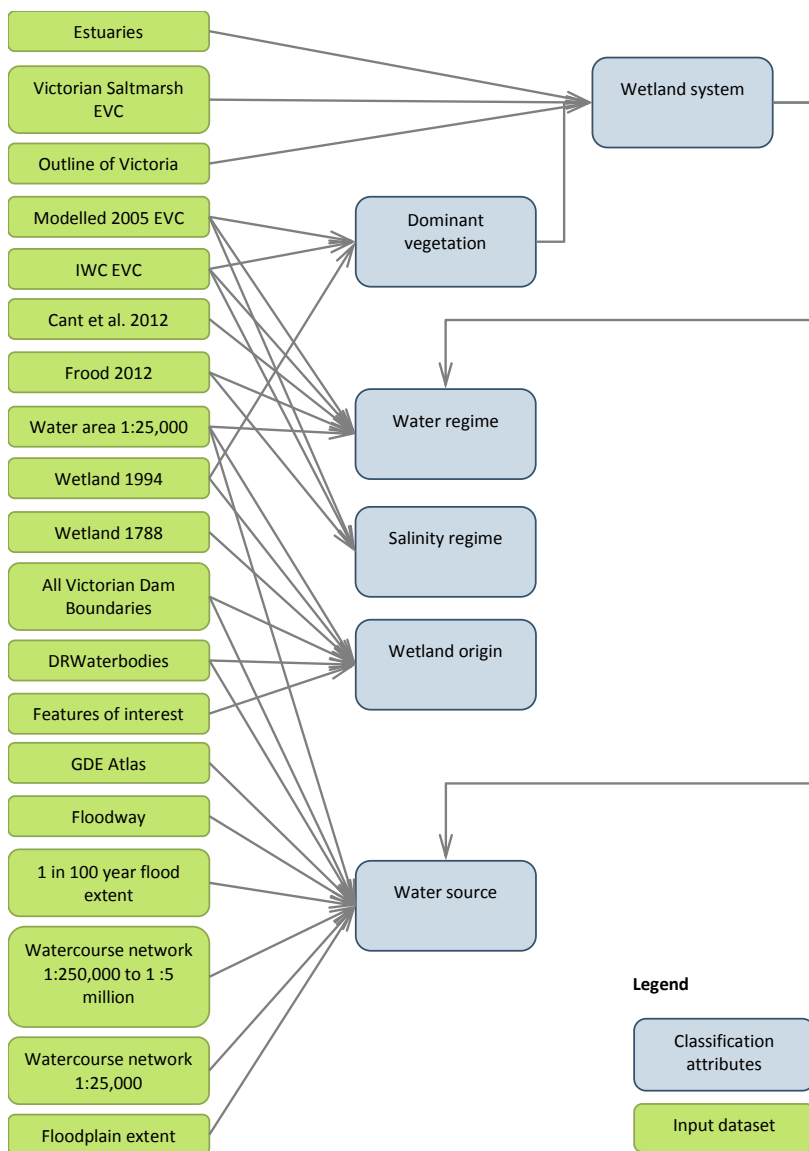 Estuaries
Victorian Saltmarsh
EVC
Outline of Victoria
Modelled 2005 EVC
IWC EVC
Cant et al. 2012
Frood 2012
Water area 1:25,000
Wetland 1994
Wetland 1788
All Victorian Dam
Boundaries
DRWaterbodies
Features of interest
GDE Atlas
Floodway
1 in 100 year flood
extent
Watercourse network
1:250,000 to 1 :5
million
Watercourse network
1:25,000
Floodplain extent
Wetland system
Dominant
vegetation
Water regime
Salinity regime
Wetland origin
Water source
Legend
Classification
attributes
Input dataset